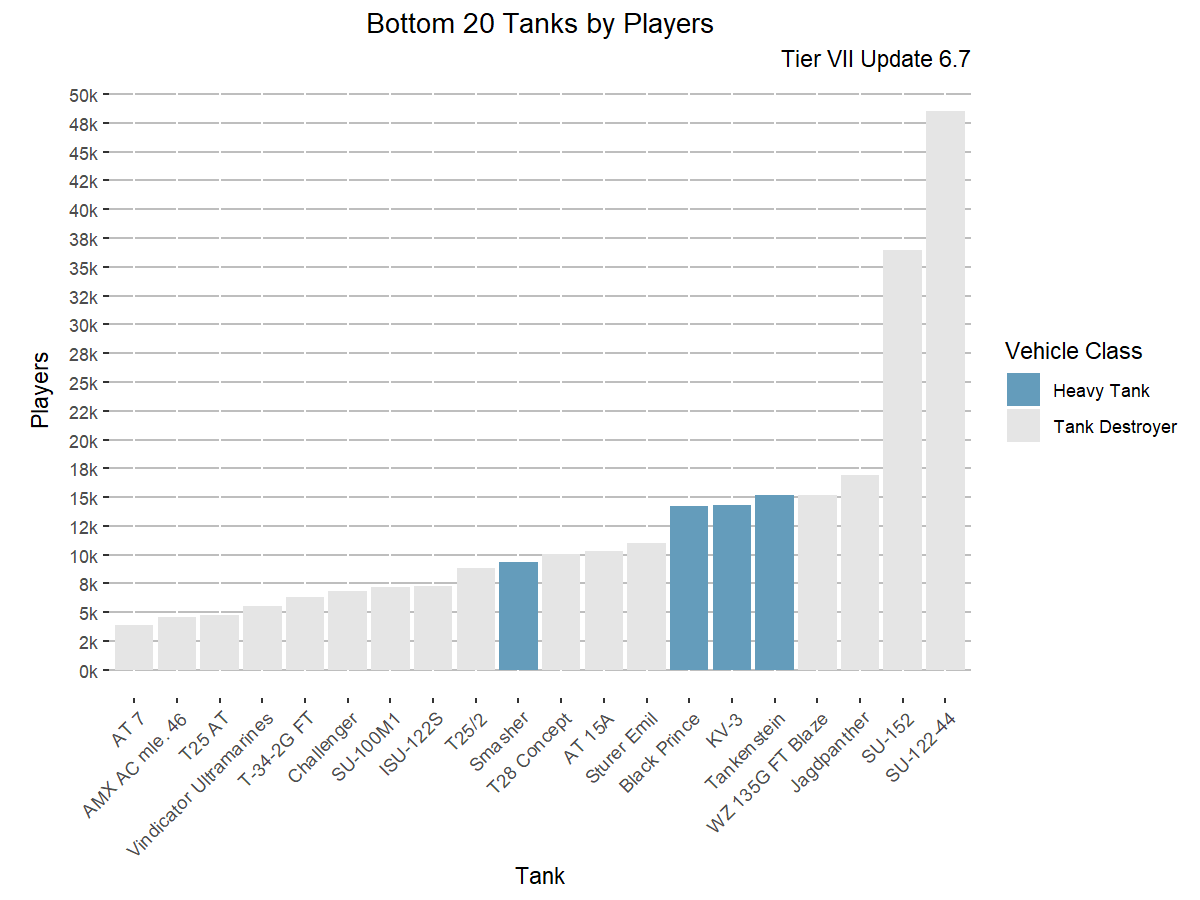 Bottom 20 Tanks by Players
Tier VII Update 6.7
50k
48k
45k
42k
40k
38k
35k
32k
30k
28k
25k
22k
20k
18k
15k
12k
10k
8k
5k
2k
0k
Players
AT 7
AMX AC mle. 46
T25 AT
Vindicator Ultramarines
T-34-2G FT
Challenger
SU-100M1
ISU-122S
T25/2
Smasher
T28 Concept
AT 15A
Sturer Emil
Black Prince
KV-3
Tankenstein
WZ 135G FT Blaze
Jagdpanther
SU-152
SU-122-44
Tank
Vehicle Class
Heavy Tank
Tank Destroyer